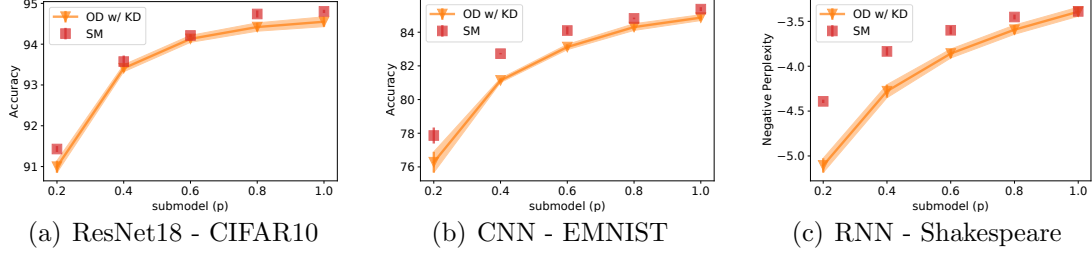 95
94
93
92
91
Accuracy
OD w/ KD
SM
0.2 0.4 0.6 0.8 1.0
submodel (p)
(a) ResNet18 - CIFAR10
84
82
80
78
76
Accuracy
OD w/ KD
SM
0.2 0.4 0.6 0.8 1.0
submodel (p)
(b) CNN - EMNIST
−3.5
−4.0
−4.5
−5.0
Negative Perplexity
OD w/ KD
SM
0.2 0.4 0.6 0.8 1.0
submodel (p)
(c) RNN - Shakespeare